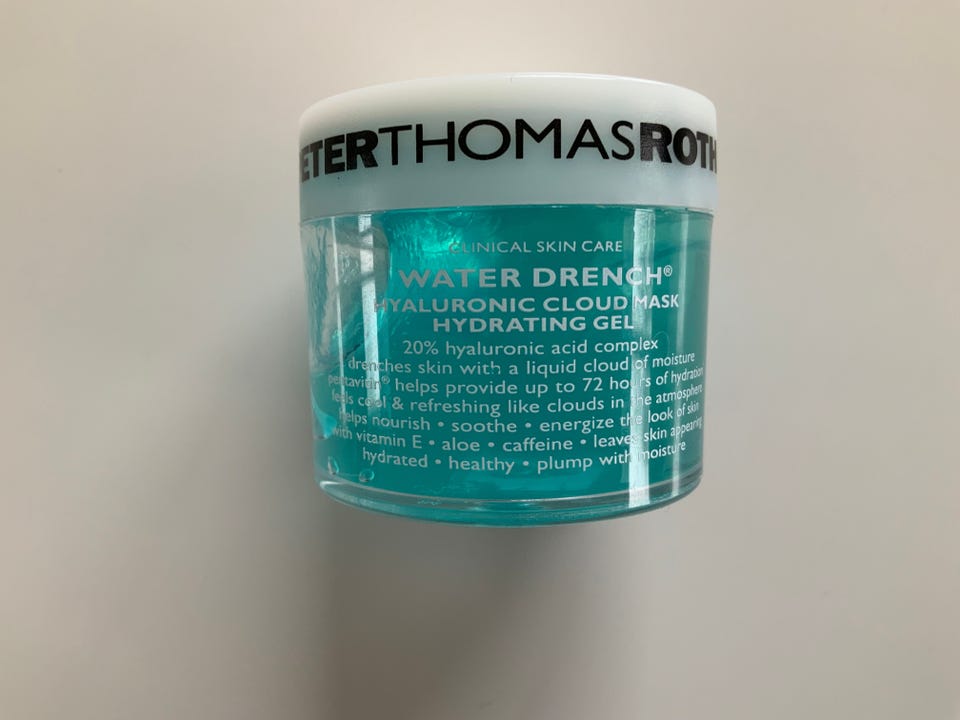 ETERTHOMASROTH
CLINICAL SKIN CARE
WATER DRENCH®
HYALURONIC CLOUD MASK
HYDRATING GEL
20% hyaluronic acid complex
drenches skin with a liquid cloud of moisture
pentavitin® helps provide up to 72 hours of hydration
feels cool & refreshing like clouds in the atmosphere
helps nourish • soothe • energize the look of skin
with vitamin E • aloe • caffeine • leaves skin appearing
hydrated • healthy • plump with moisture